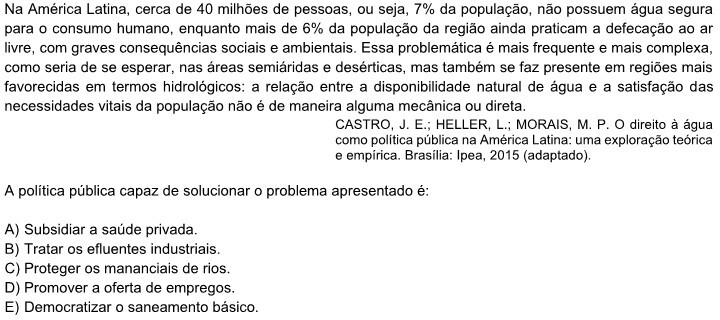 Na América Latina, cerca de 40 milhões de pessoas, ou seja, 7% da população, não possuem água segura
para o consumo humano, enquanto mais de 6% da população da região ainda praticam a defecação ao ar
livre, com graves consequências sociais e ambientais. Essa problemática é mais frequente e mais complexa,
como seria de se esperar, nas áreas semiáridas e desérticas, mas também se faz presente em regiões mais
favorecidas em termos hidrológicos: a relação entre a disponibilidade natural de água e a satisfação das
necessidades vitais da população não é de maneira alguma mecânica ou direta.
CASTRO, J. E.; HELLER, L.; MORAIS, M. P. O direito à água
como política pública na América Latina: uma exploração teórica
e empírica. Brasília: Ipea, 2015 (adaptado).
A política pública capaz de solucionar o problema apresentado é:
A) Subsidiar a saúde privada.
B) Tratar os efluentes industriais.
C) Proteger os mananciais de rios.
D) Promover a oferta de empregos.
E) Democratizar o saneamento básico.